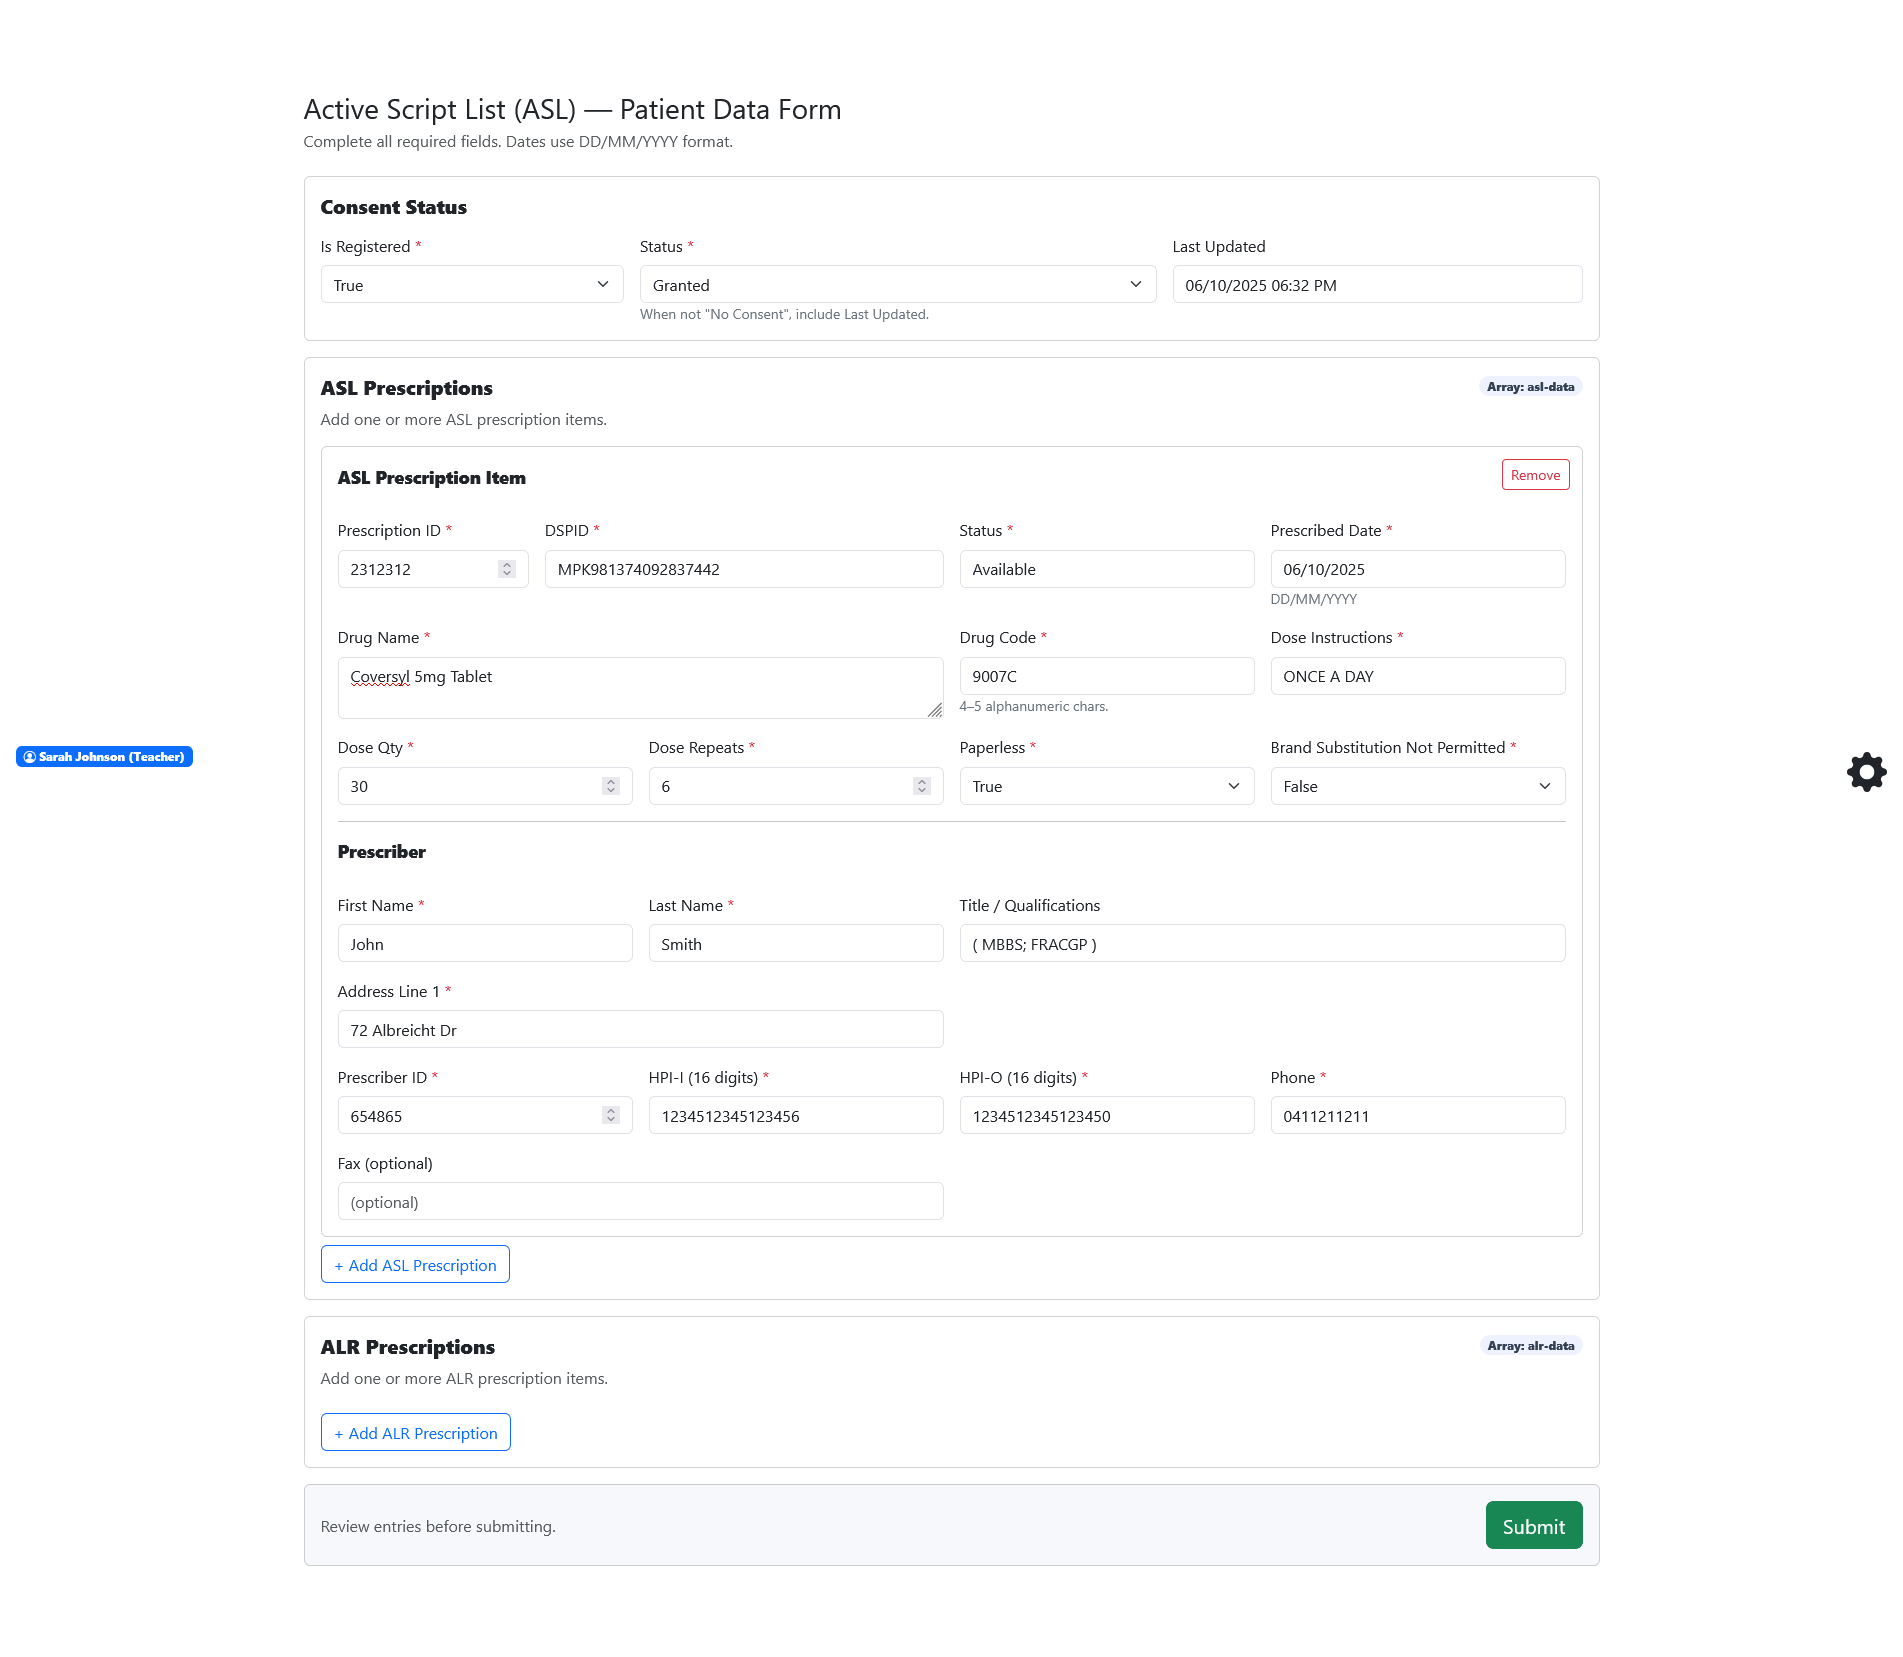 Active Script List (ASL) — Patient Data Form
Complete all required fields. Dates use DD/MM/YYYY format.
Consent Status
Is Registered * Status * Last Updated
True Granted 06/10/2025 06:32 PM
When not "No Consent", include Last Updated.
ASL Prescriptions Array: asl-data
Add one or more ASL prescription items.
ASL Prescription Item Remove
Prescription ID * DSPID * Status * Prescribed Date *
2312312 MPK981374092837442 Available 06/10/2025
DD/MM/YYYY
Drug Name * Drug Code * Dose Instructions *
Coversyl 5mg Tablet 9007C ONCE A DAY
4–5 alphanumeric chars.
Dose Qty * Dose Repeats * Paperless * Brand Substitution Not Permitted *
Sarah Johnson (Teacher)
30 6 True False
Prescriber
First Name * Last Name * Title / Qualifications
John Smith ( MBBS; FRACGP )
Address Line 1 *
72 Albreicht Dr
Prescriber ID * HPI-I (16 digits) * HPI-O (16 digits) * Phone *
654865 1234512345123456 1234512345123450 0411211211
Fax (optional)
(optional)
+ Add ASL Prescription
ALR Prescriptions Array: alr-data
Add one or more ALR prescription items.
+ Add ALR Prescription
Review entries before submitting. Submit